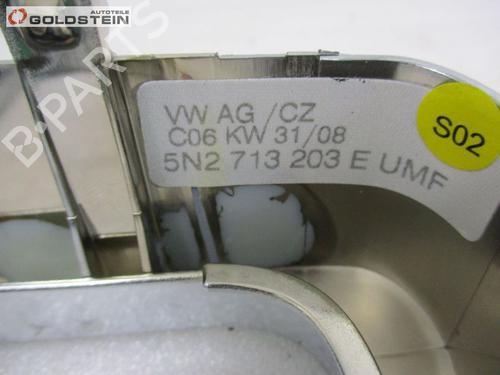 AUTOTEILE
GOLDSTEIN
B-PARTS
VW AG /CZ
C06 KW 31/08
5N2 713 203 E UMF
S02